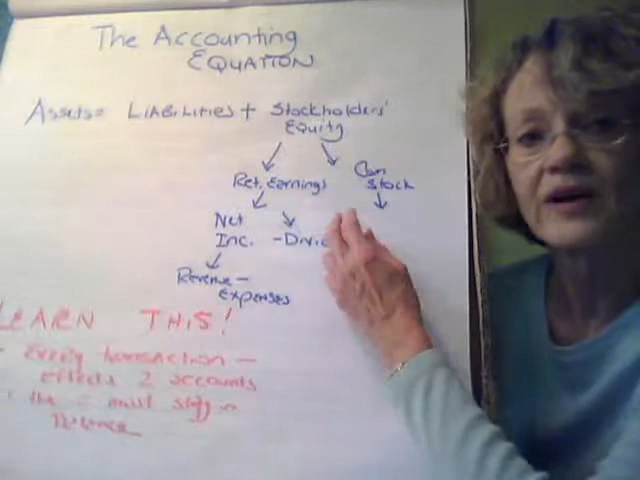 The Accounting
EQUATION
Assets = LIABILITIES + Stockholders'
Equity
Ret. Earnings
Com
Stock
Net
Inc.
- Divid
Revenue -
Expenses
LEARN THIS!
- Every transaction -
effects 2 accounts
the = must stay in
Balance